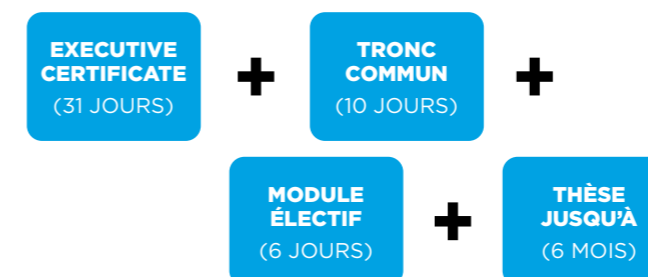 EXECUTIVE
CERTIFICATE
(31 JOURS)
+
TRONC
COMMUN
(10 JOURS)
+
MODULE
ÉLECTIF
(6 JOURS)
+
THÈSE
JUSQU'À
(6 MOIS)